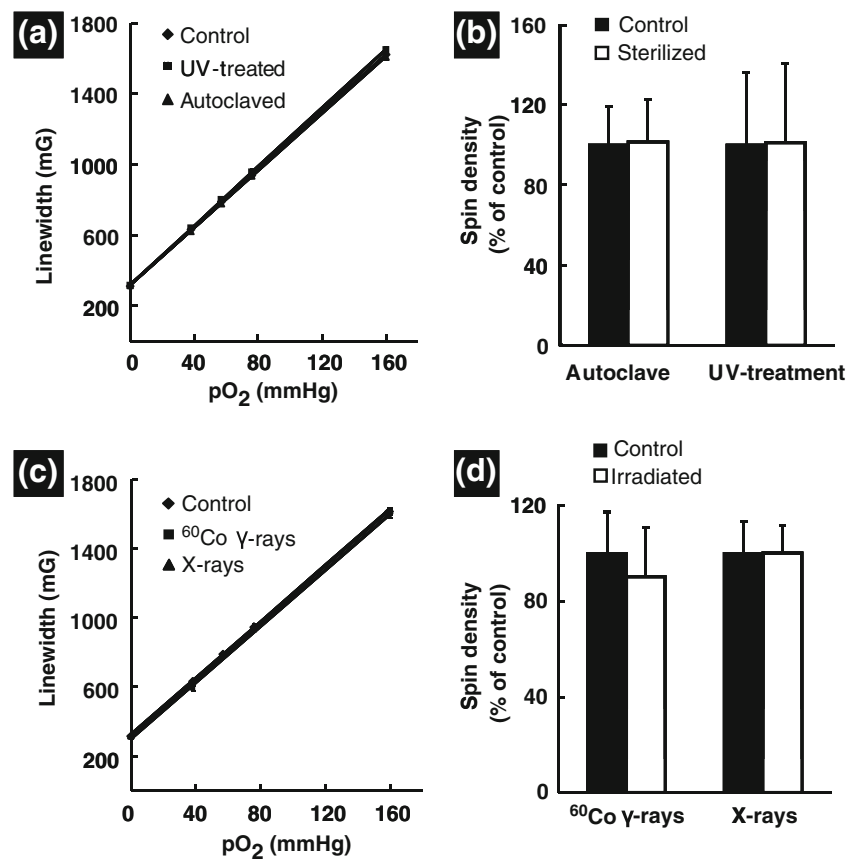 (a)
1800
1400
1000
600
200
Linewidth (mG)
Control
UV-treated
Autoclaved
0 40 80 120 160
pO2 (mmHg)
(b)
160
120
80
40
0
Spin density
(% of control)
Control
Sterilized
Autoclave UV-treatment
(c)
1800
1400
1000
600
200
Linewidth (mG)
Control
60Co γ-rays
X-rays
0 40 80 120 160
pO2 (mmHg)
(d)
Control
Irradiated
120
80
40
0
Spin density
(% of control)
60Co γ-rays X-rays